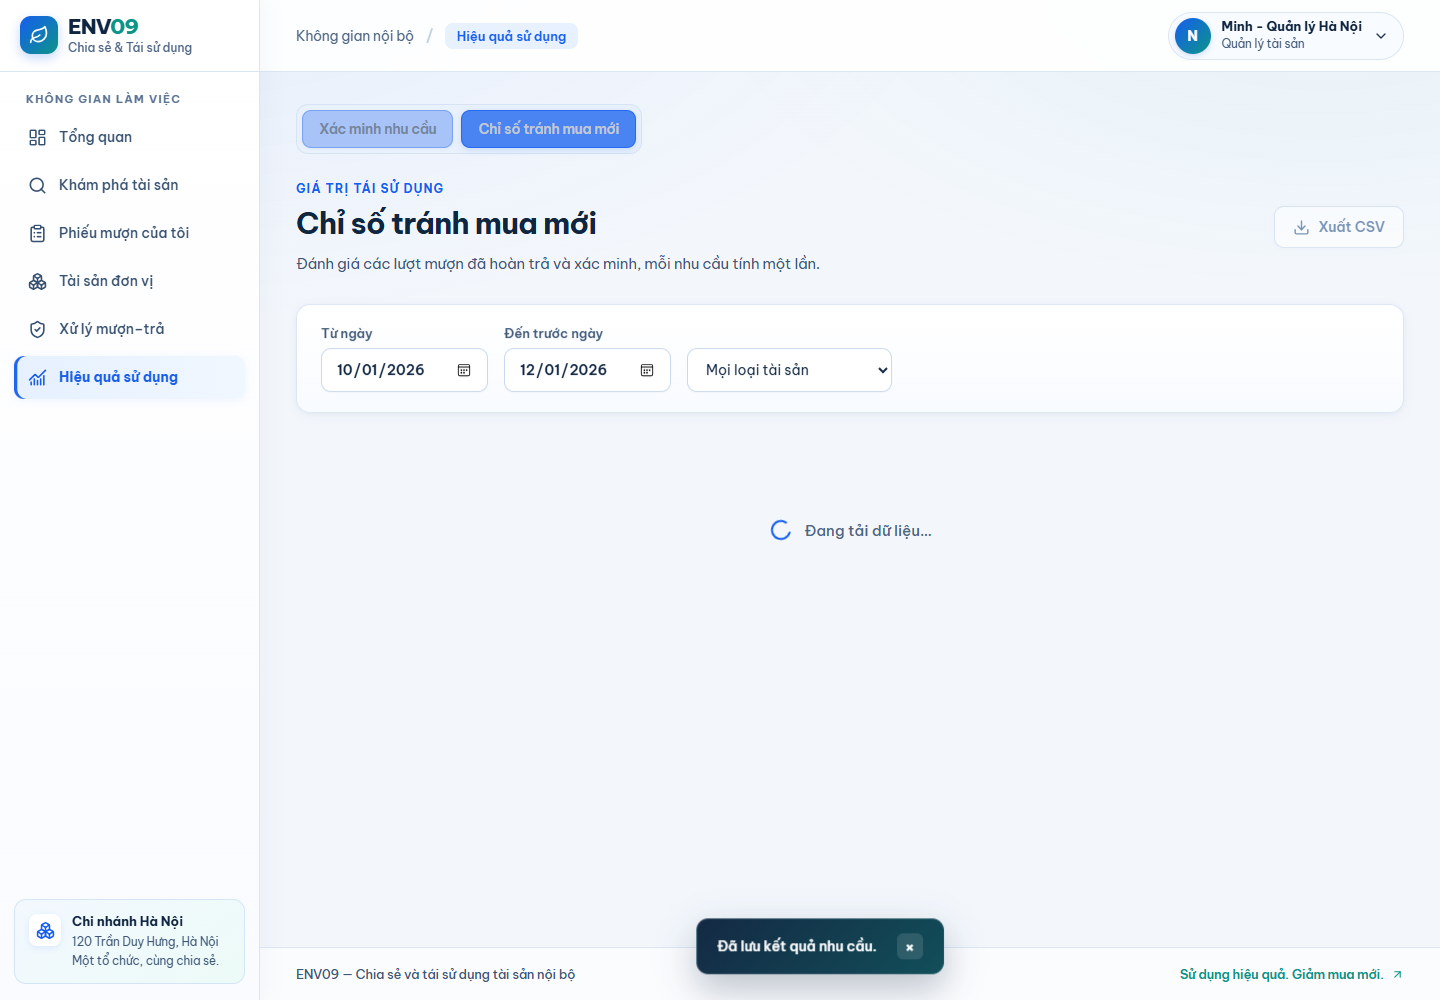 ENV09
Chia sẻ & Tái sử dụng
KHÔNG GIAN LÀM VIỆC
Tổng quan
Khám phá tài sản
Phiếu mượn của tôi
Tài sản đơn vị
Xử lý mượn–trả
Hiệu quả sử dụng
Chi nhánh Hà Nội
120 Trần Duy Hưng, Hà Nội
Một tổ chức, cùng chia sẻ.
Không gian nội bộ / Hiệu quả sử dụng
N
Minh - Quản lý Hà Nội
Quản lý tài sản
Xác minh nhu cầu
Chỉ số tránh mua mới
GIÁ TRỊ TÁI SỬ DỤNG
Chỉ số tránh mua mới
Đánh giá các lượt mượn đã hoàn trả và xác minh, mỗi nhu cầu tính một lần.
Xuất CSV
Từ ngày
10/01/2026
Đến trước ngày
12/01/2026
Mọi loại tài sản
Đang tải dữ liệu…
Đã lưu kết quả nhu cầu. ×
ENV09 — Chia sẻ và tái sử dụng tài sản nội bộ
Sử dụng hiệu quả. Giảm mua mới.